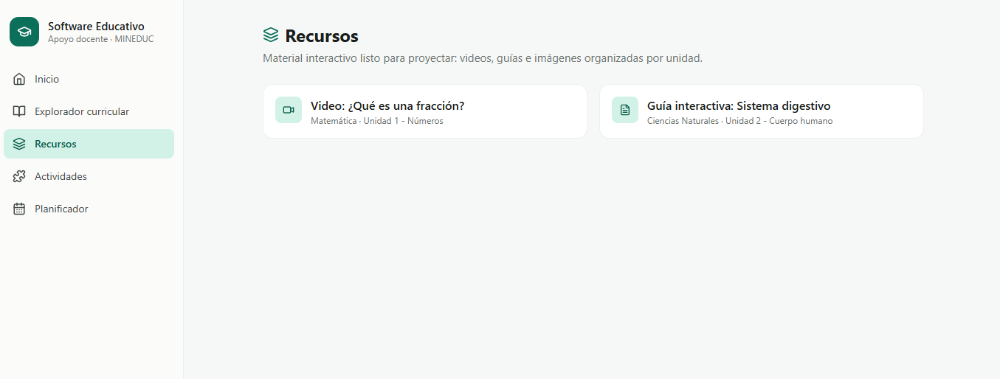 Software Educativo
Apoyo docente · MINEDUC
Inicio
Explorador curricular
Recursos
Actividades
Planificador
Recursos
Material interactivo listo para proyectar: videos, guías e imágenes organizadas por unidad.
Video: ¿Qué es una fracción?
Matemática · Unidad 1 - Números
Guía interactiva: Sistema digestivo
Ciencias Naturales · Unidad 2 - Cuerpo humano